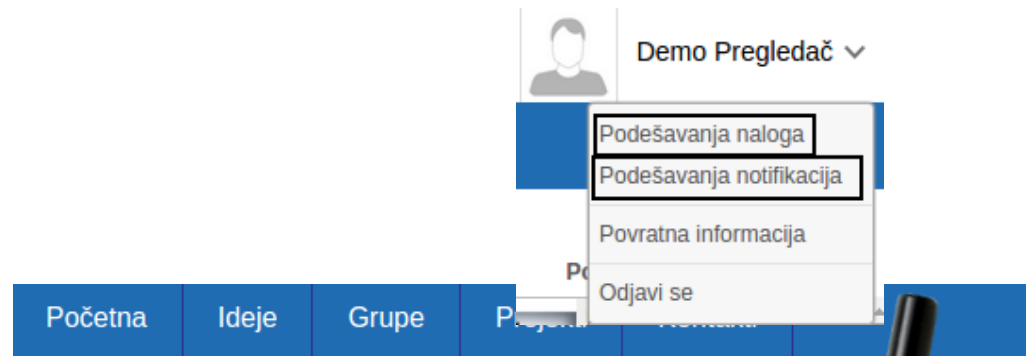 Demo Pregledač
Podešavanja naloga
Podešavanja notifikacija
Povratna informacija
Odjavi se
Početna
Ideje
Grupe